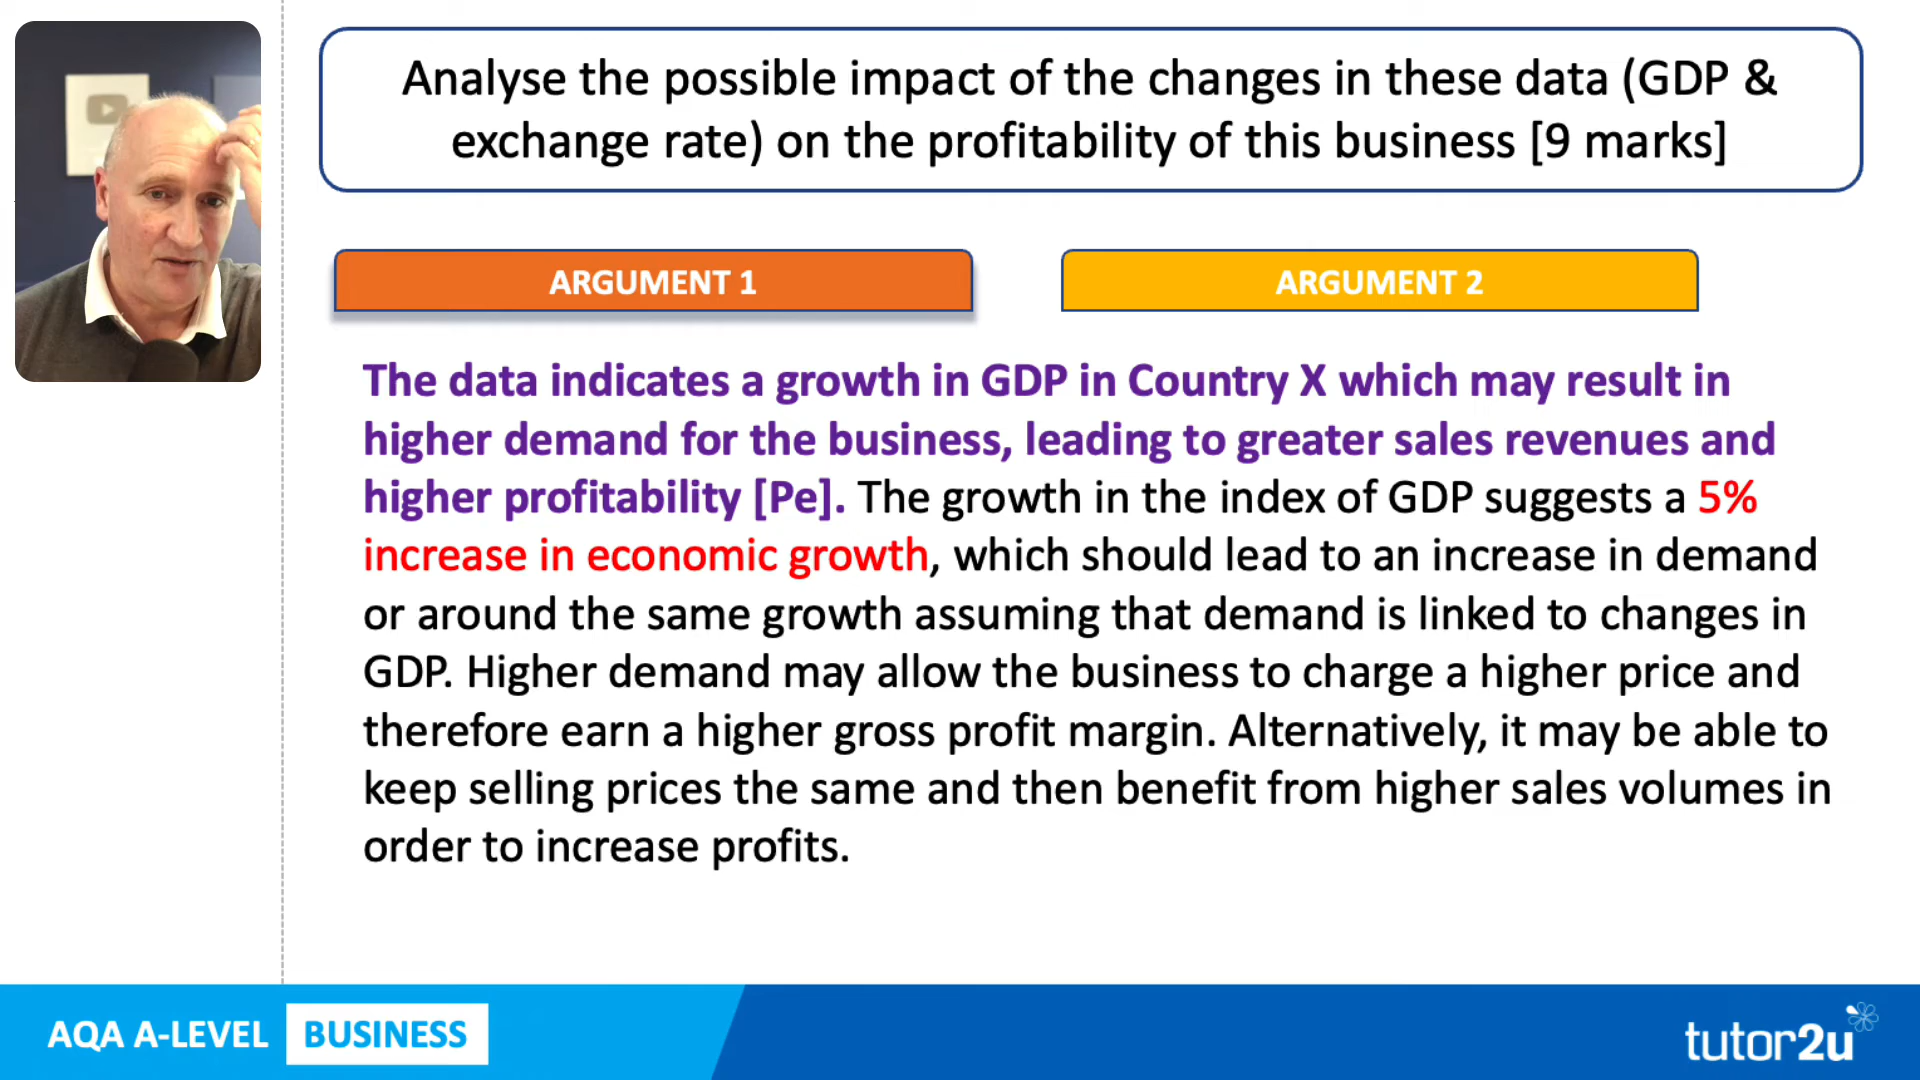 Analyse the possible impact of the changes in these data (GDP &
exchange rate) on the profitability of this business [9 marks]
ARGUMENT 1
ARGUMENT 2
The data indicates a growth in GDP in Country X which may result in
higher demand for the business, leading to greater sales revenues and
higher profitability [Pe]. The growth in the index of GDP suggests a 5%
increase in economic growth, which should lead to an increase in demand
or around the same growth assuming that demand is linked to changes in
GDP. Higher demand may allow the business to charge a higher price and
therefore earn a higher gross profit margin. Alternatively, it may be able to
keep selling prices the same and then benefit from higher sales volumes in
order to increase profits.
AQA A-LEVEL BUSINESS
tutor2u